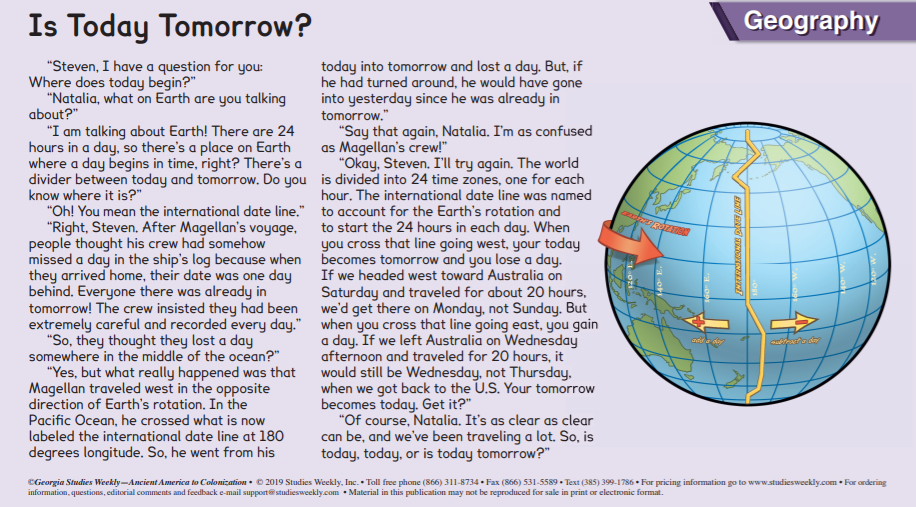 Is Today Tomorrow?
Geography
“Steven, I have a question for you:
Where does today begin?”
“Natalia, what on Earth are you talking
about?”
“I am talking about Earth! There are 24
hours in a day, so there’s a place on Earth
where a day begins in time, right? There’s a
divider between today and tomorrow. Do you
know where it is?”
“Oh! You mean the international date line.”
“Right, Steven. After Magellan’s voyage,
people thought his crew had somehow
missed a day in the ship’s log because when
they arrived home, their date was one day
behind. Everyone there was already in
tomorrow! The crew insisted they had been
extremely careful and recorded every day.”
“So, they thought they lost a day
somewhere in the middle of the ocean?”
“Yes, but what really happened was that
Magellan traveled west in the opposite
direction of Earth’s rotation. In the
Pacific Ocean, he crossed what is now
labeled the international date line at 180
degrees longitude. So, he went from his
today into tomorrow and lost a day. But, if
he had turned around, he would have gone
into yesterday since he was already in
tomorrow.”
“Say that again, Natalia. I’m as confused
as Magellan’s crew!”
“Okay, Steven. I’ll try again. The world
is divided into 24 time zones, one for each
hour. The international date line was named
to account for the Earth’s rotation and
to start the 24 hours in each day. When
you cross that line going west, your today
becomes tomorrow and you lose a day.
If we headed west toward Australia on
Saturday and traveled for about 20 hours,
we’d get there on Monday, not Sunday. But
when you cross that line going east, you gain
a day. If we left Australia on Wednesday
afternoon and traveled for 20 hours, it
would still be Wednesday, not Thursday,
when we got back to the U.S. Your tomorrow
becomes today. Get it?”
“Of course, Natalia. It’s as clear as clear
can be, and we’ve been traveling a lot. So, is
today, today, or is today tomorrow?”
EARTH'S ROTATION
INTERNATIONAL DATE LINE
140° E.
160° E.
180°
160° W.
140° W.
add a day
subtract a day
©Georgia Studies Weekly—Ancient America to Colonization • © 2019 Studies Weekly, Inc. • Toll free phone (866) 311-8734 • Fax (866) 531-5589 • Text (385) 399-1786 • For pricing information go to www.studiesweekly.com • For ordering
information, questions, editorial comments and feedback e-mail support@studiesweekly.com • Material in this publication may not be reproduced for sale in print or electronic format.